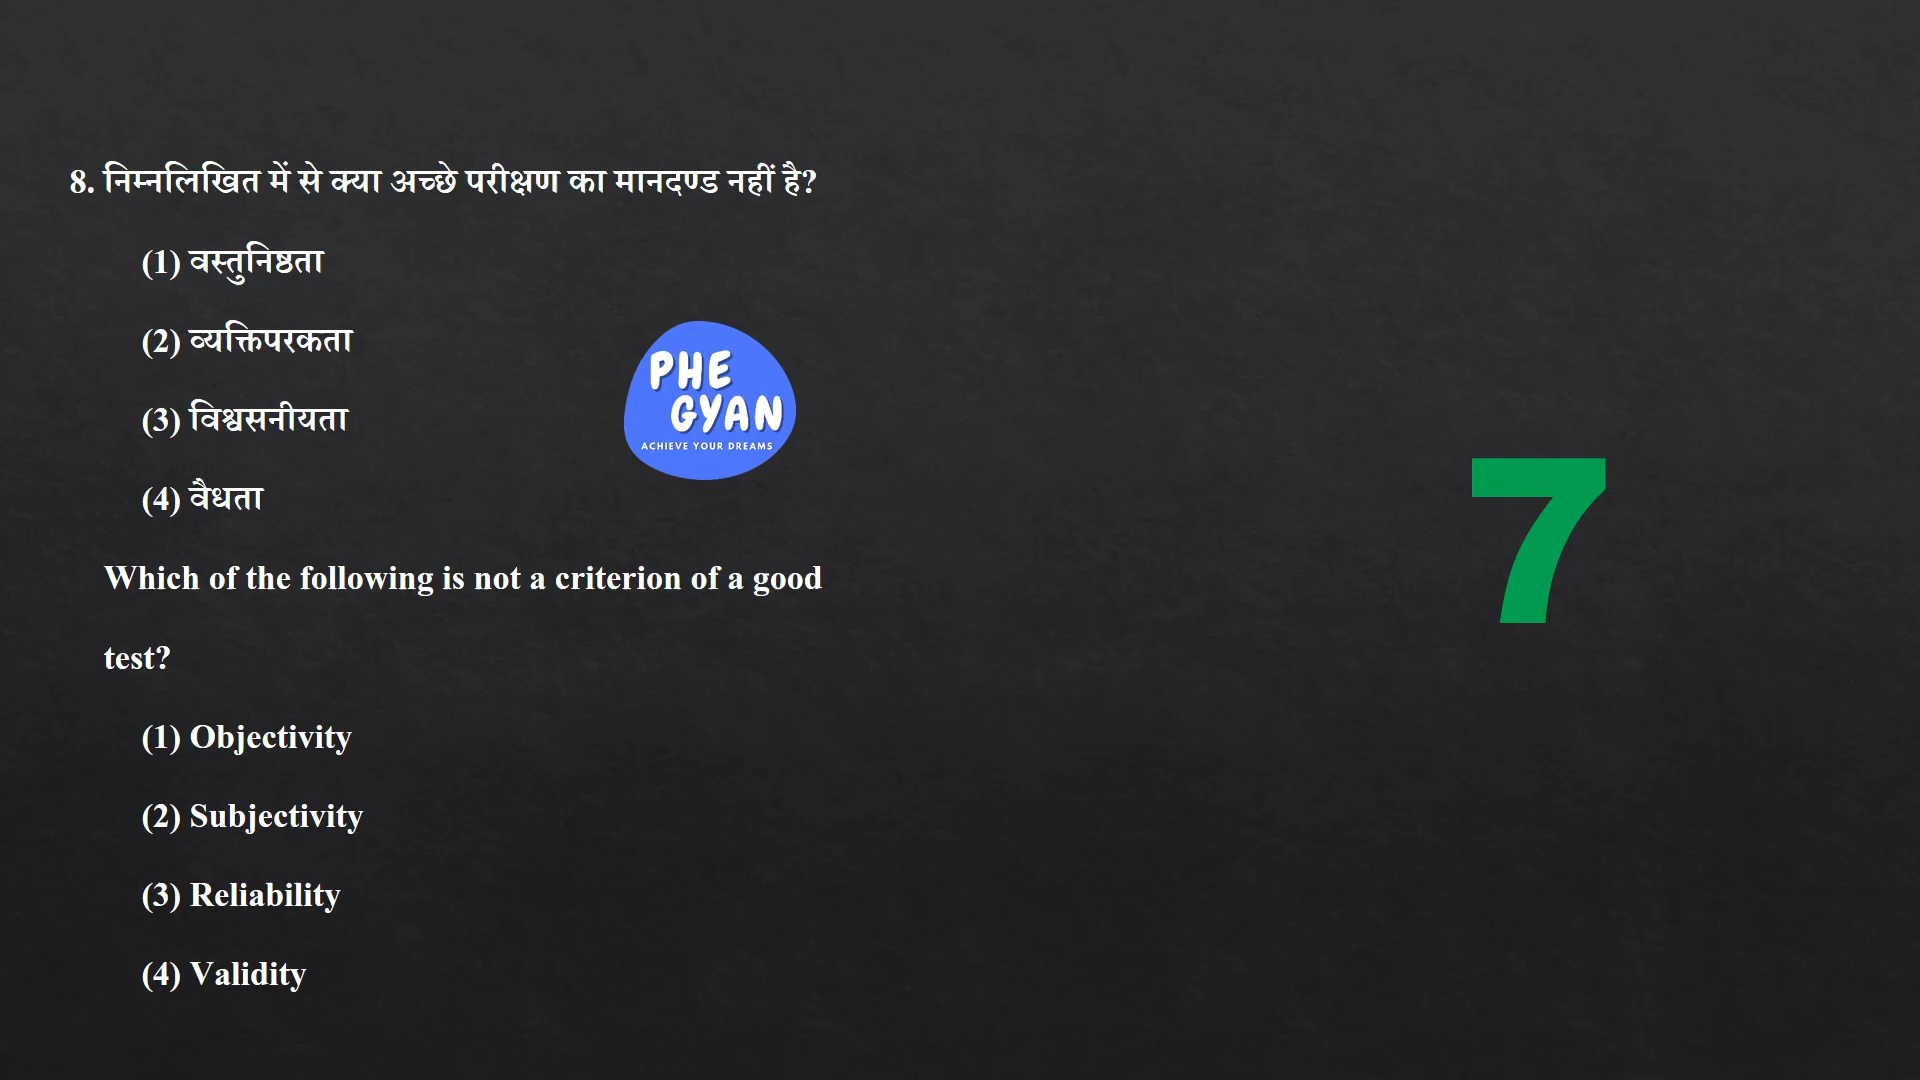 8. निम्नलिखित में से क्या अच्छे परीक्षण का मानदण्ड नहीं है?
(1) वस्तुनिष्ठता
(2) व्यक्तिपरकता
(3) विश्वसनीयता
(4) वैधता
PHE
GYAN
ACHIEVE YOUR DREAMS
7
Which of the following is not a criterion of a good
test?
(1) Objectivity
(2) Subjectivity
(3) Reliability
(4) Validity